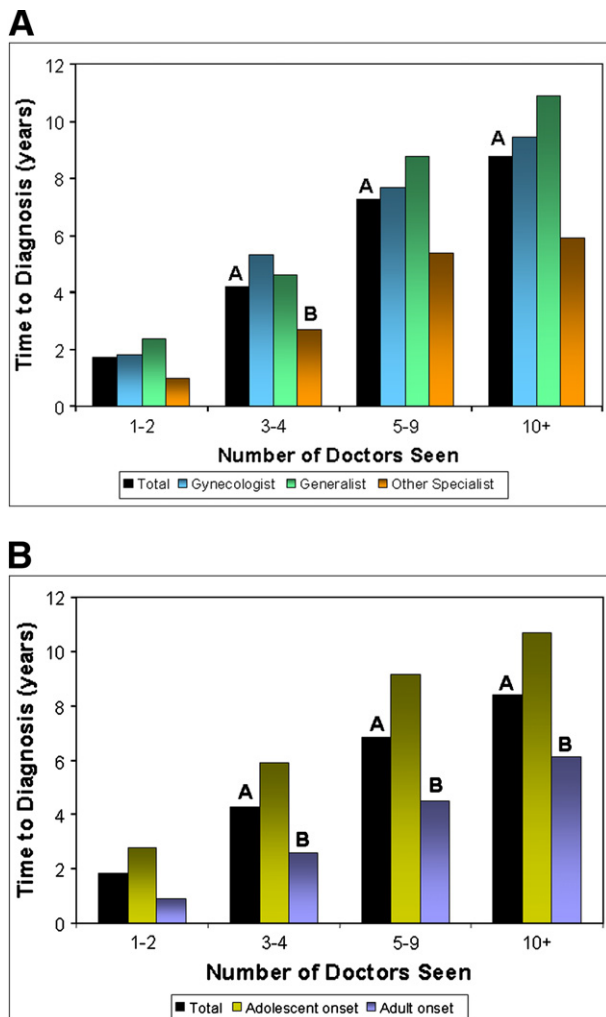 A
Time to Diagnosis (years)
12
10
8
6
4
2
0
A
B
A
A
1-2
3-4
5-9
10+
Number of Doctors Seen
Total
Gynecologist
Generalist
Other Specialist
B
Time to Diagnosis (years)
12
10
8
6
4
2
0
A
B
A
B
A
B
1-2
3-4
5-9
10+
Number of Doctors Seen
Total
Adolescent onset
Adult onset